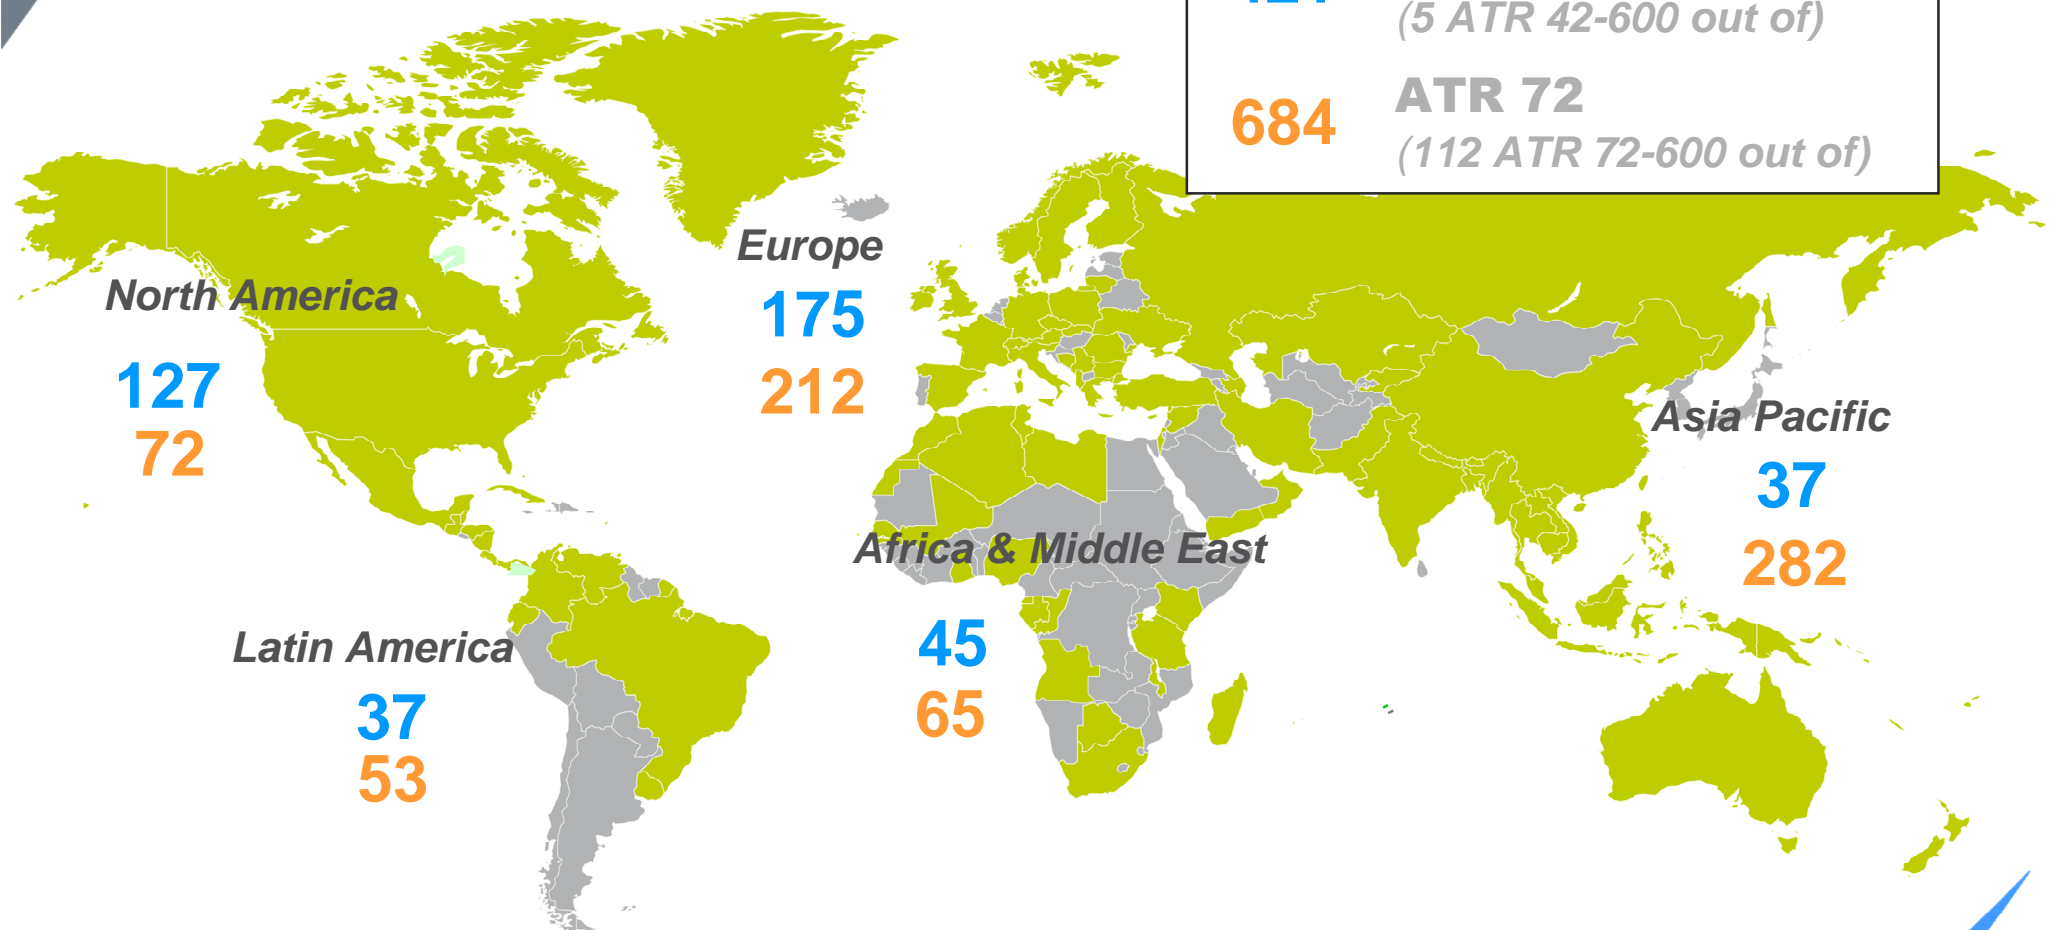 (5 ATR 42-600 out of)
ATR 72
684
(112 ATR 72-600 out of)
Europe
175
212
North America
127
72
Asia Pacific
37
282
Africa & Middle East
45
65
Latin America
37
53